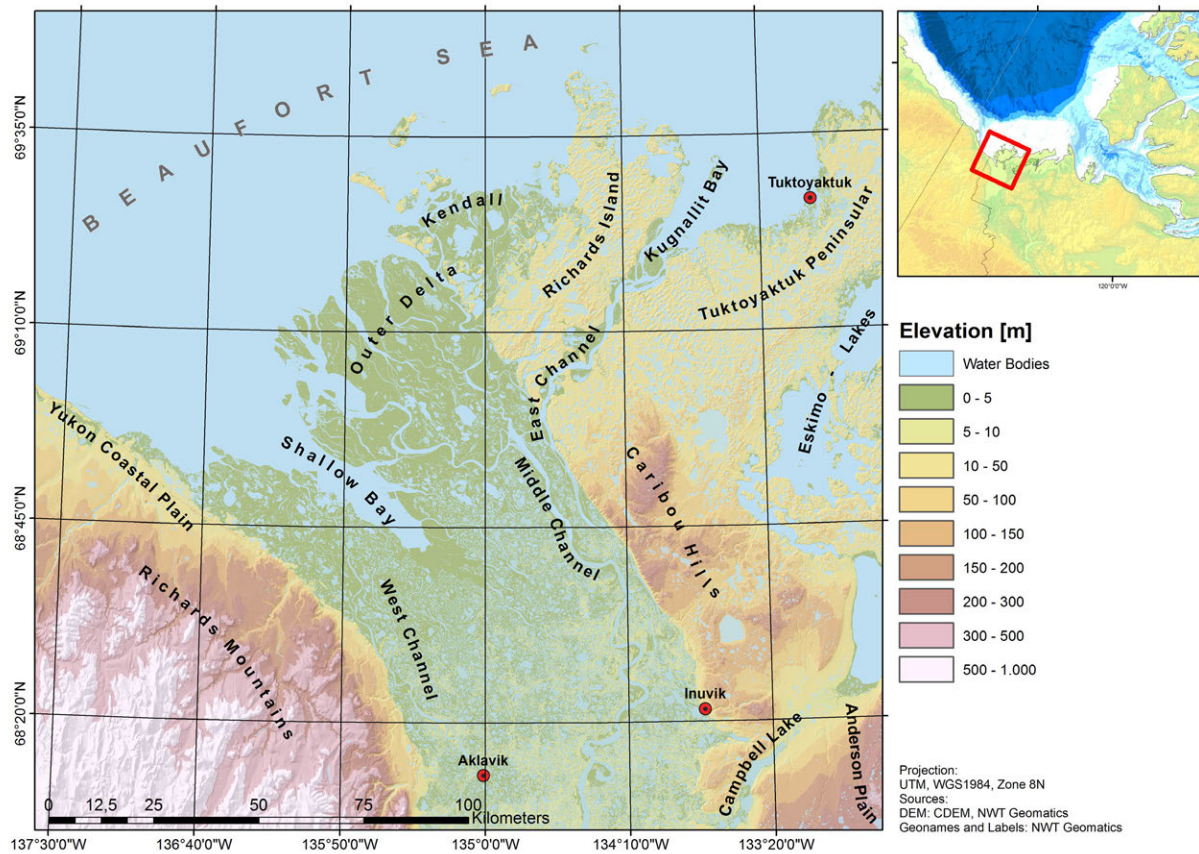 BEAUFORT SEA
69°35'0"N
69°10'0"N
68°45'0"N
68°20'0"N
Kendall
Outer Delta
Richards Island
Kugnallit Bay
Tuktoyaktuk
Tuktoyaktuk Peninsular
East Channel
Eskimo - Lakes
Yukon Coastal Plain
Shallow Bay
Middle Channel
Caribou Hills
Richards Mountains
West Channel
Inuvik
Aklavik
Campbell Lake
Anderson Plain
0 12,5 25 50 75 100
Kilometers
137°30'0"W 136°40'0"W 135°50'0"W 135°0'0"W 134°10'0"W 133°20'0"W
120°0'0"W
Elevation [m]
Water Bodies
0 - 5
5 - 10
10 - 50
50 - 100
100 - 150
150 - 200
200 - 300
300 - 500
500 - 1.000
Projection:
UTM, WGS1984, Zone 8N
Sources:
DEM: CDEM, NWT Geomatics
Geonames and Labels: NWT Geomatics